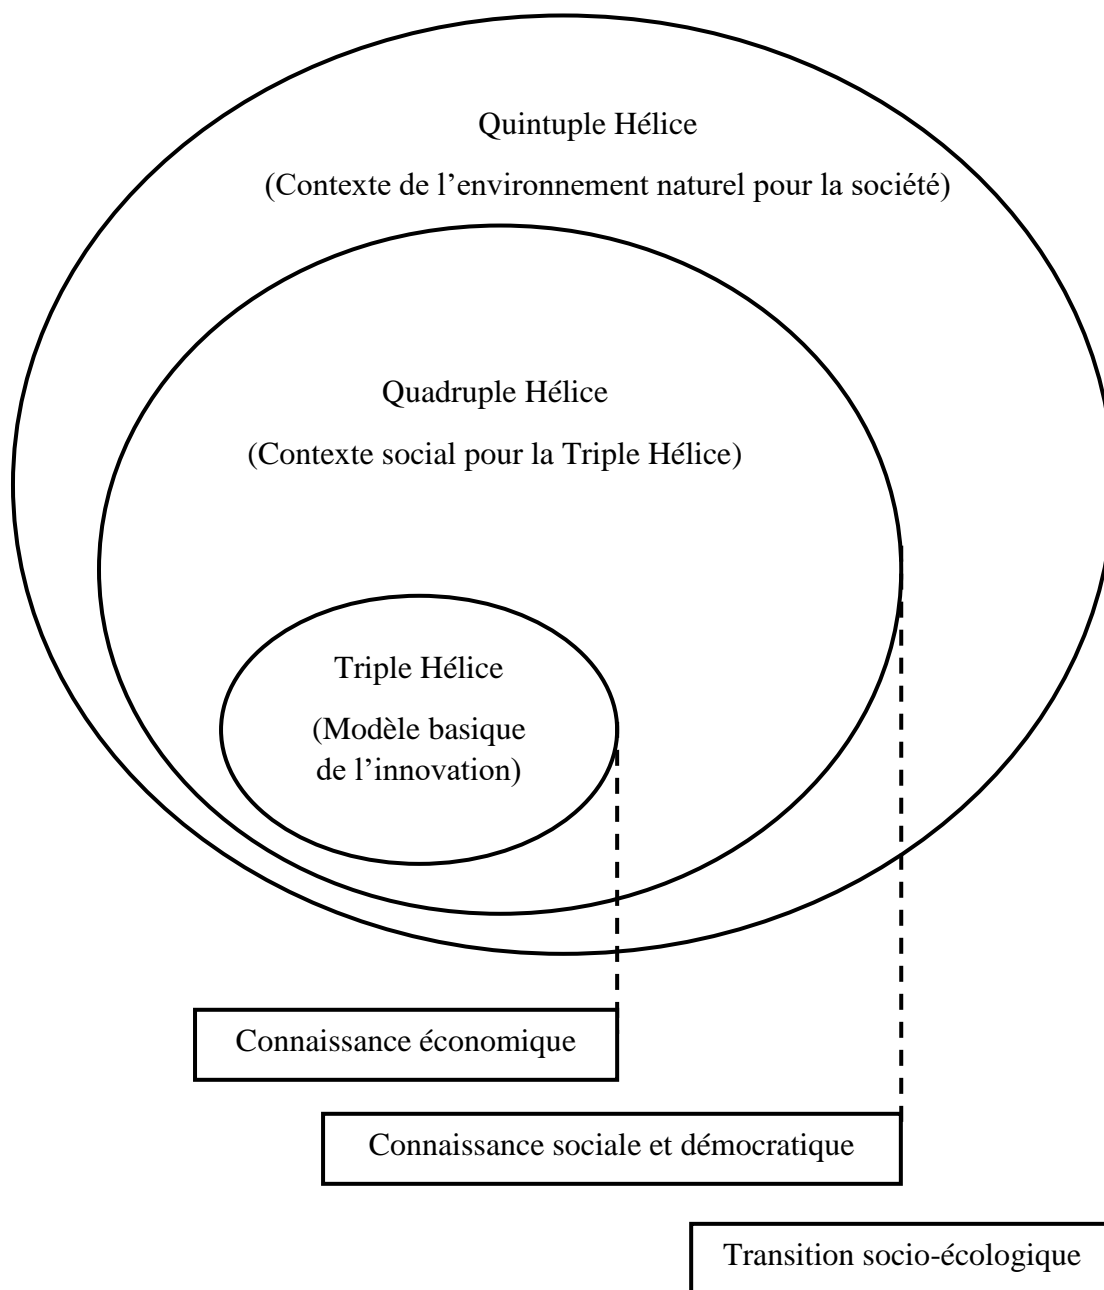 Quintuple Hélice
(Contexte de l’environnement naturel pour la société)
Quadruple Hélice
(Contexte social pour la Triple Hélice)
Triple Hélice
(Modèle basique
de l’innovation)
Connaissance économique
Connaissance sociale et démocratique
Transition socio-écologique